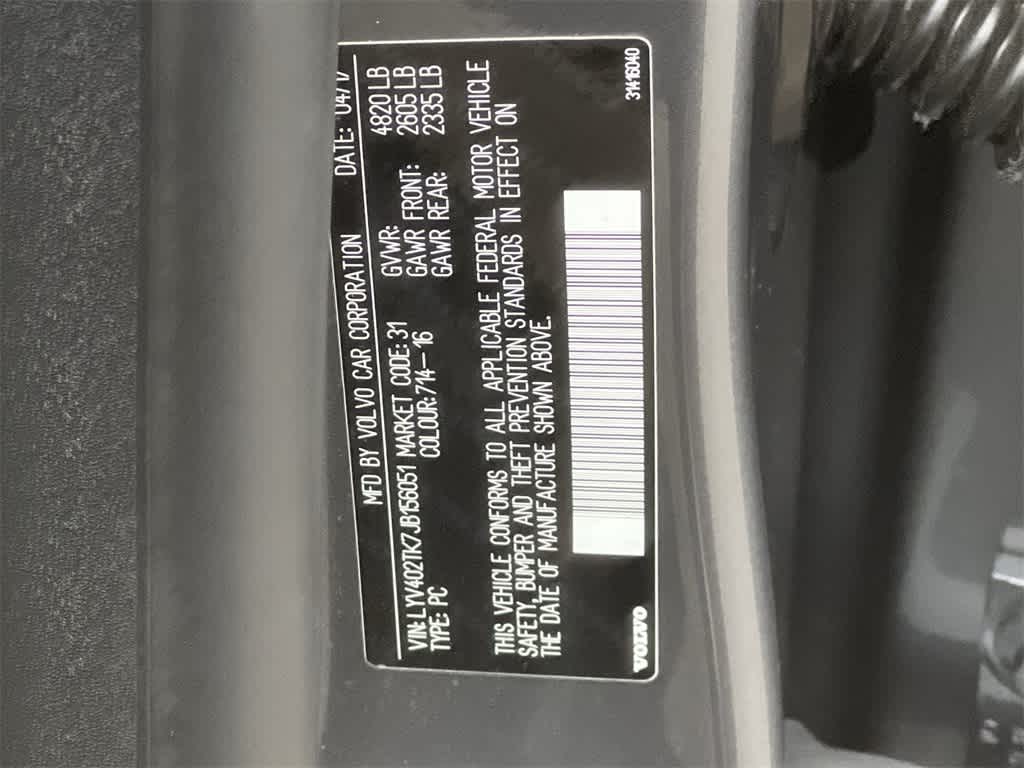 MFD BY VOLVO CAR CORPORATION DATE: 04/17
VIN: LYV402TK7JB156051 MARKET CODE: 31 GVWR: 4820 LB
TYPE: PC COLOUR: 714-16 GAWR FRONT: 2605 LB
GAWR REAR: 2335 LB
THIS VEHICLE CONFORMS TO ALL APPLICABLE FEDERAL MOTOR VEHICLE
SAFETY, BUMPER AND THEFT PREVENTION STANDARDS IN EFFECT ON
THE DATE OF MANUFACTURE SHOWN ABOVE.
VOLVO 31416040